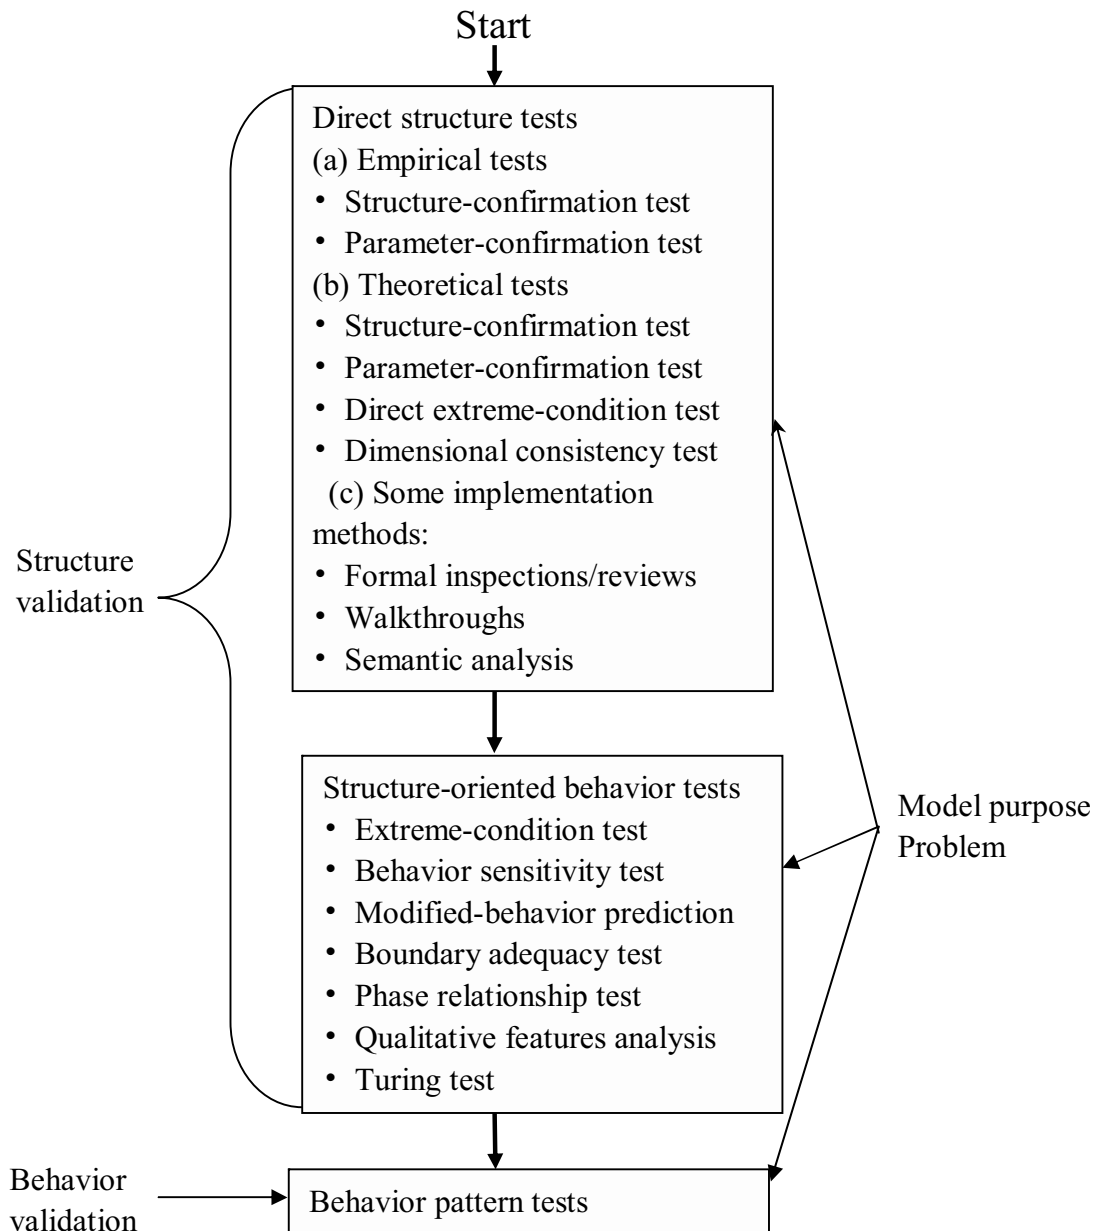 Start
Direct structure tests
(a) Empirical tests
• Structure-confirmation test
• Parameter-confirmation test
(b) Theoretical tests
• Structure-confirmation test
• Parameter-confirmation test
• Direct extreme-condition test
• Dimensional consistency test
(c) Some implementation
methods:
• Formal inspections/reviews
• Walkthroughs
• Semantic analysis
Structure
validation
Structure-oriented behavior tests
• Extreme-condition test
• Behavior sensitivity test
• Modified-behavior prediction
• Boundary adequacy test
• Phase relationship test
• Qualitative features analysis
• Turing test
Model purpose
Problem
Behavior
validation
Behavior pattern tests